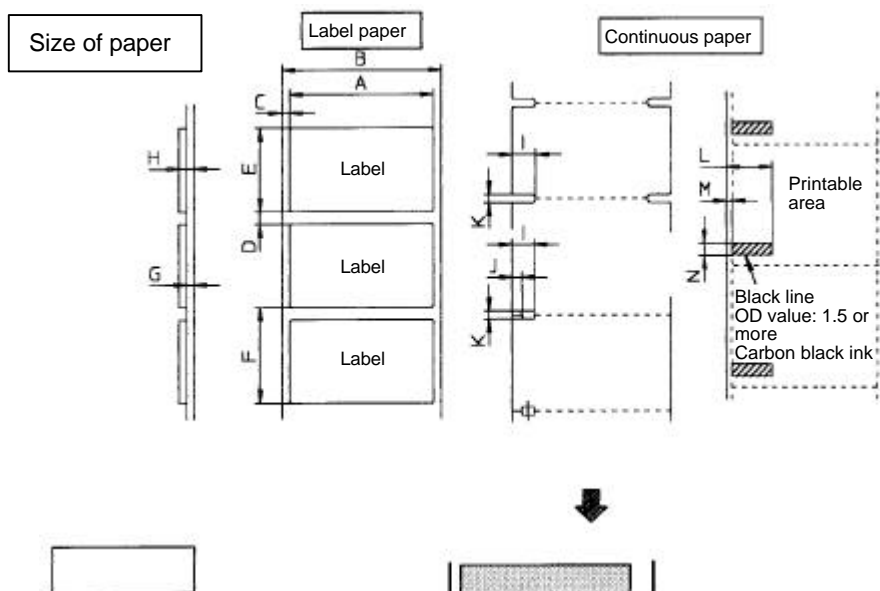 Size of paper
Label paper
Continuous paper
B
A
C
H
E
Label
D
G
Label
F
Label
I
K
I
J
K
L
M
Printable
area
N
Black line
OD value: 1.5 or
more
Carbon black ink